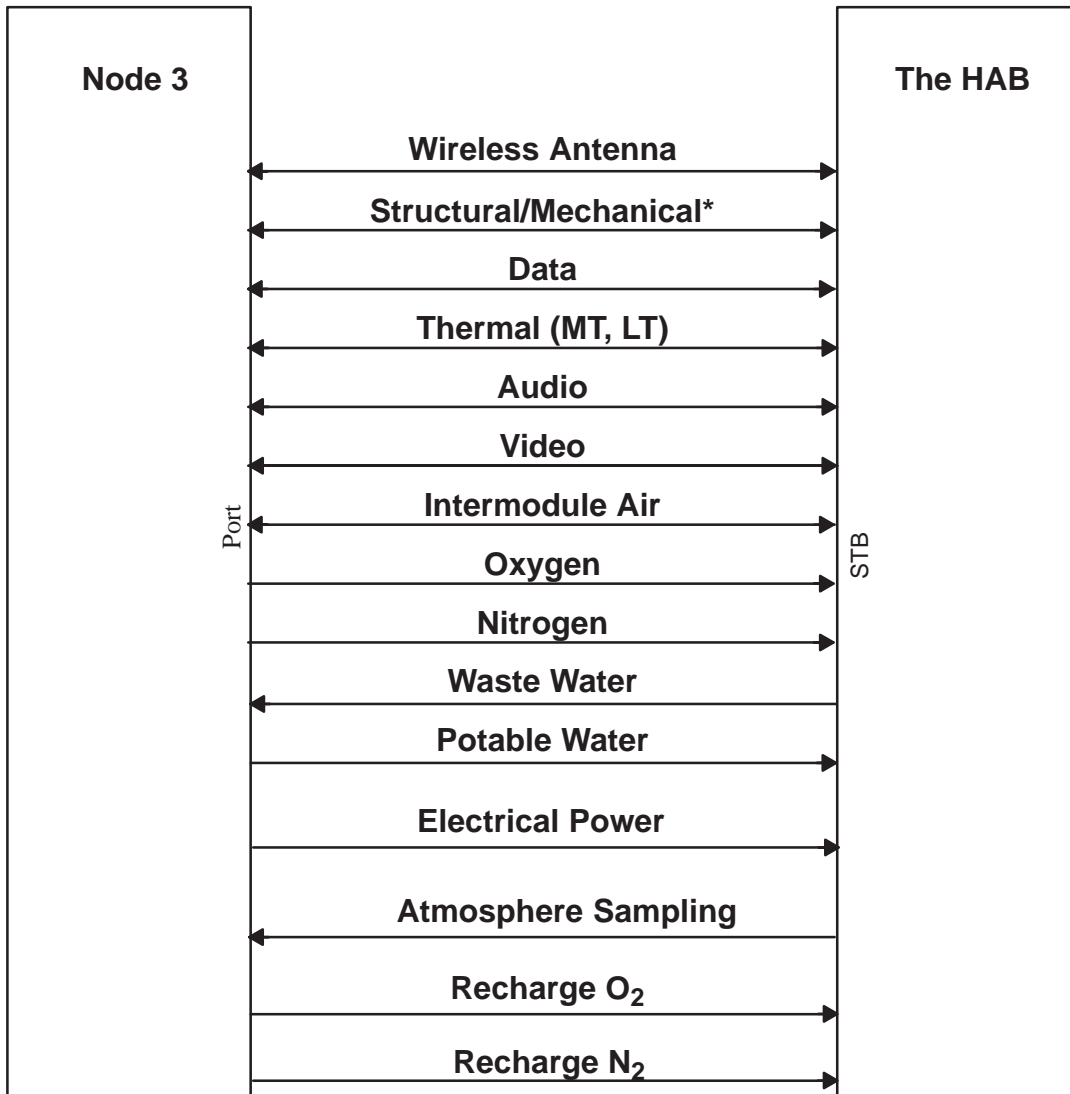 Node 3
The HAB
Wireless Antenna
Structural/Mechanical*
Data
Thermal (MT, LT)
Audio
Video
Intermodule Air
Port
Oxygen
STB
Nitrogen
Waste Water
Potable Water
Electrical Power
Atmosphere Sampling
Recharge O₂
Recharge N₂